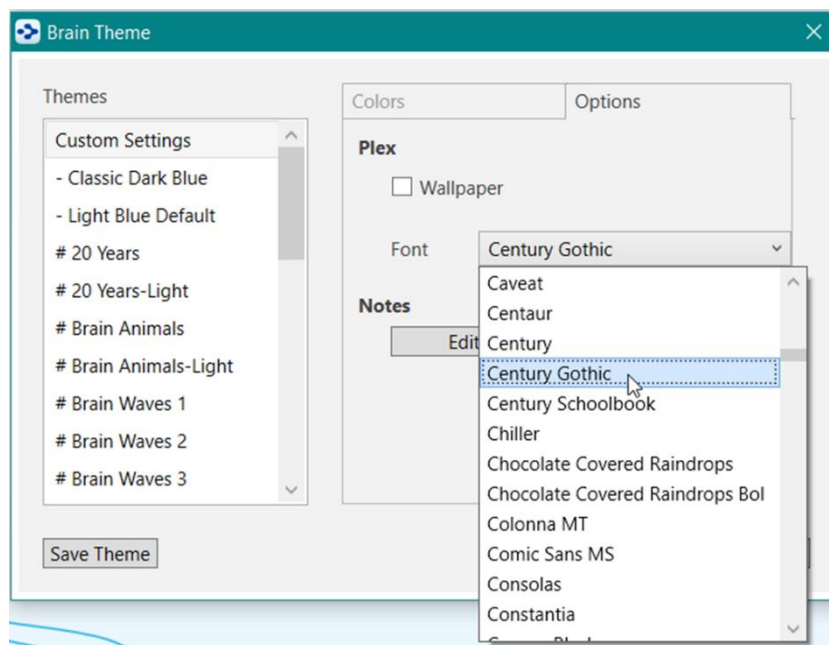 Brain Theme
Themes
Custom Settings
- Classic Dark Blue
- Light Blue Default
# 20 Years
# 20 Years-Light
# Brain Animals
# Brain Animals-Light
# Brain Waves 1
# Brain Waves 2
# Brain Waves 3
Save Theme
Colors
Options
Plex
Wallpaper
Font
Century Gothic
Notes
Edit
Caveat
Centaur
Century
Century Gothic
Century Schoolbook
Chiller
Chocolate Covered Raindrops
Chocolate Covered Raindrops Bol
Colonna MT
Comic Sans MS
Consolas
Constantia